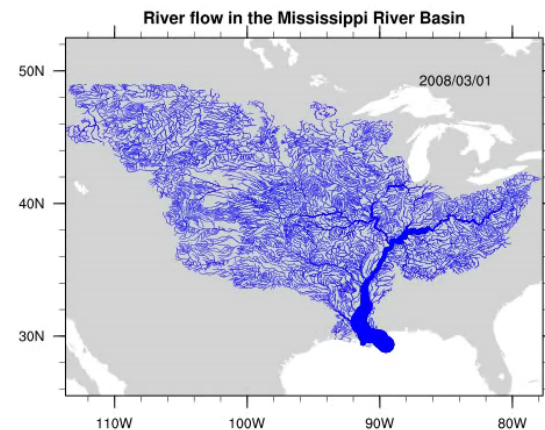 River flow in the Mississippi River Basin
50N
2008/03/01
40N
30N
110W 100W 90W 80W